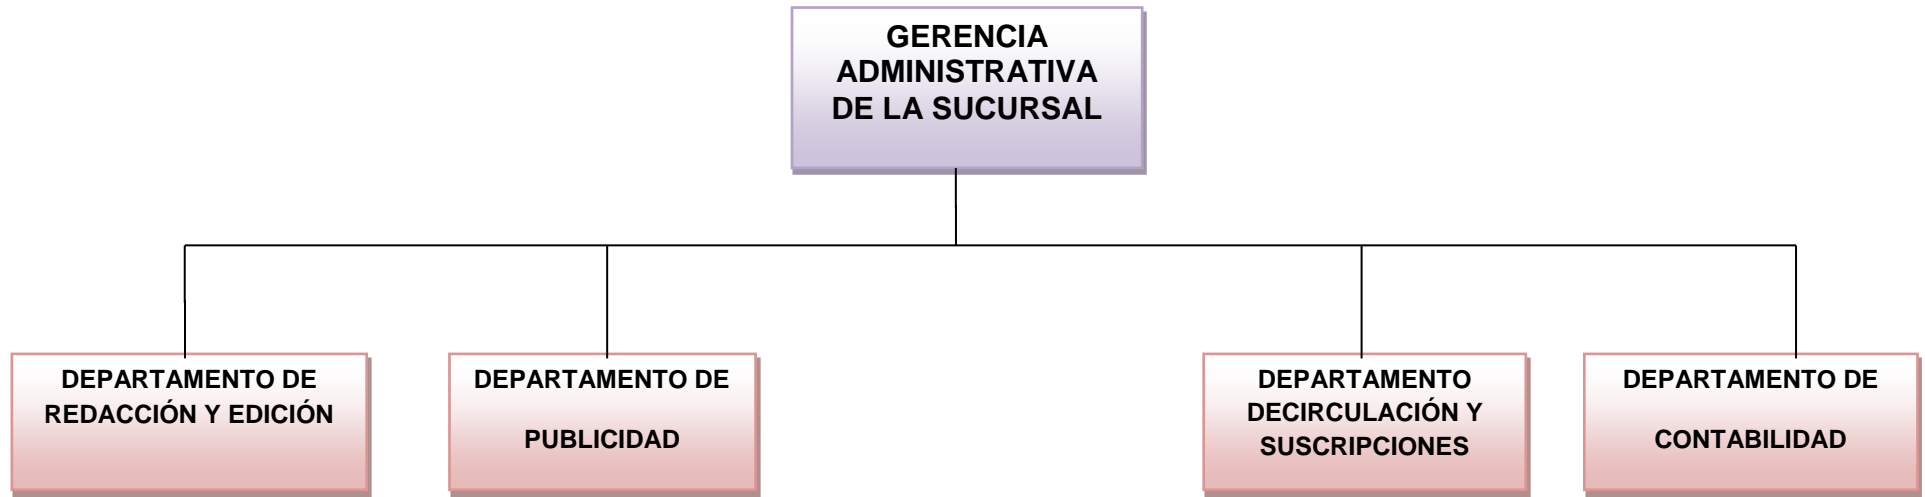 GERENCIA
ADMINISTRATIVA
DE LA SUCURSAL
DEPARTAMENTO DE
REDACCIÓN Y EDICIÓN
DEPARTAMENTO DE
PUBLICIDAD
DEPARTAMENTO
DECIRCULACIÓN Y
SUSCRIPCIONES
DEPARTAMENTO DE
CONTABILIDAD